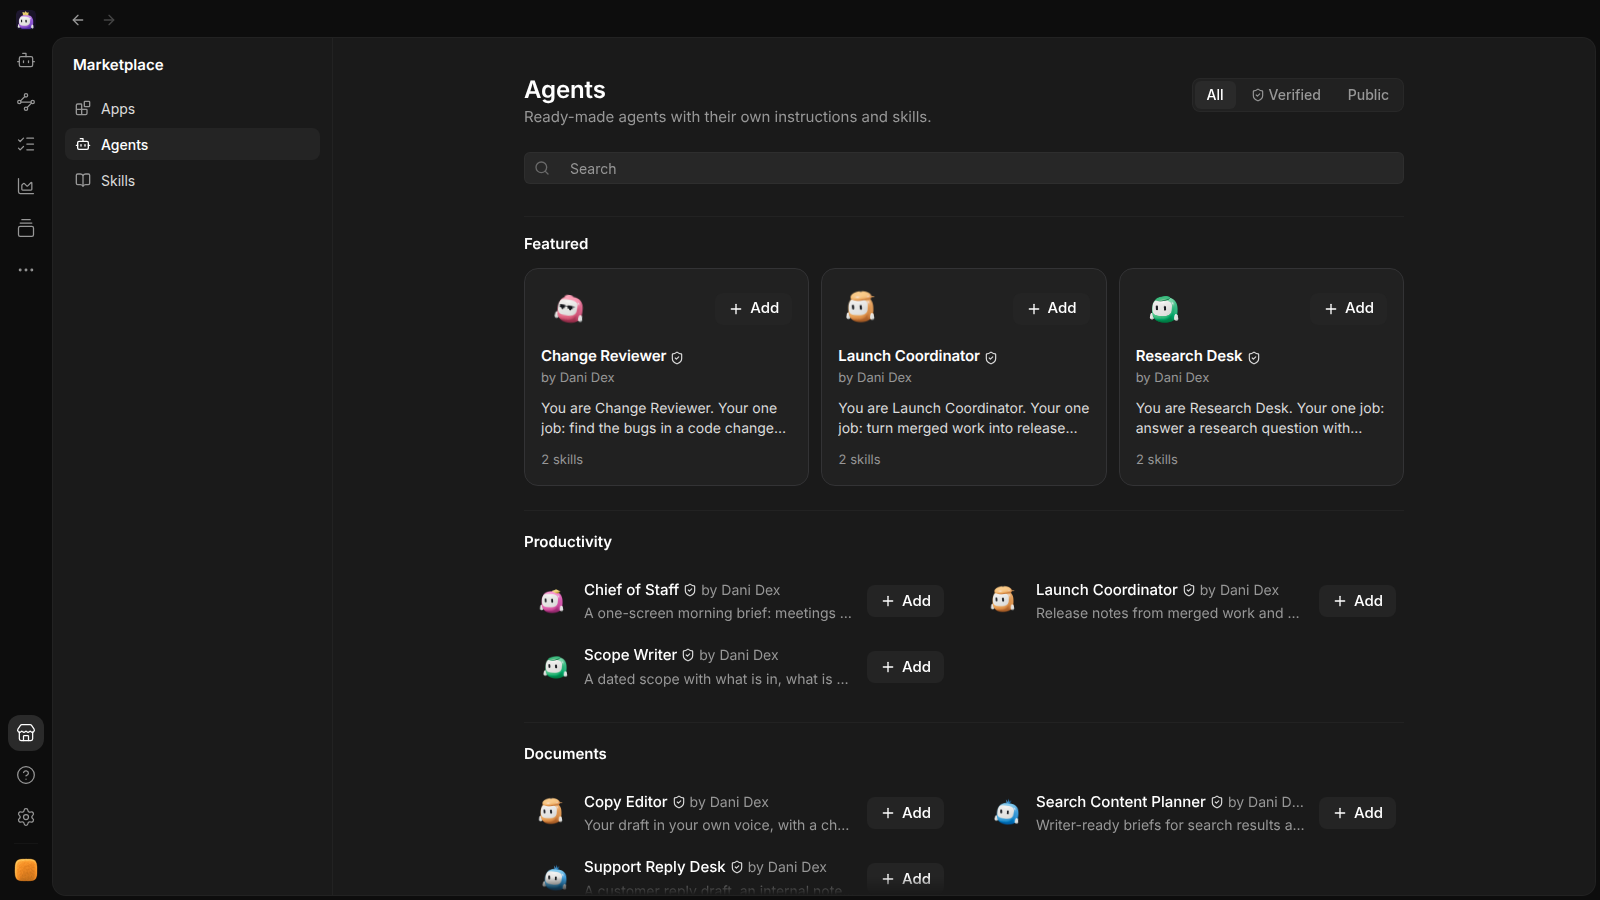 Marketplace
Apps
Agents
Skills
Agents
Ready-made agents with their own instructions and skills.
All
Verified
Public
Search
Featured
Add
Change Reviewer
by Dani Dex
You are Change Reviewer. Your one
job: find the bugs in a code change...
2 skills
Add
Launch Coordinator
by Dani Dex
You are Launch Coordinator. Your one
job: turn merged work into release...
2 skills
Add
Research Desk
by Dani Dex
You are Research Desk. Your one job:
answer a research question with...
2 skills
Productivity
Chief of Staff by Dani Dex
A one-screen morning brief: meetings ...
Add
Launch Coordinator by Dani Dex
Release notes from merged work and ...
Add
Scope Writer by Dani Dex
A dated scope with what is in, what is ...
Add
Documents
Copy Editor by Dani Dex
Your draft in your own voice, with a ch...
Add
Search Content Planner by Dani D...
Writer-ready briefs for search results a...
Add
Support Reply Desk by Dani Dex
A customer reply draft, an internal note
Add